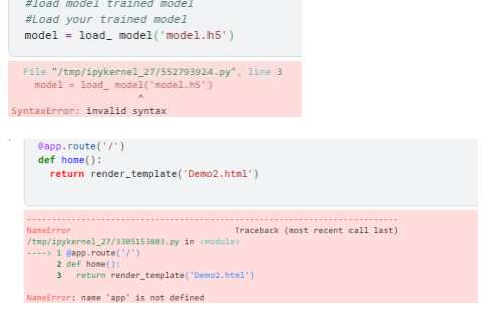 #load model trained model
#Load your trained model
model = load_ model('model.h5')
File "/tmp/ipykernel_27/552793924.py", line 3
model = load_ model('model.h5')
^
SyntaxError: invalid syntax
@app.route('/')
def home():
return render_template('Demo2.html')
---------------------------------------------------------------------------
NameError Traceback (most recent call last)
/tmp/ipykernel_27/3305153803.py in <module>
----> 1 @app.route('/')
2 def home():
3 return render_template('Demo2.html')
NameError: name 'app' is not defined